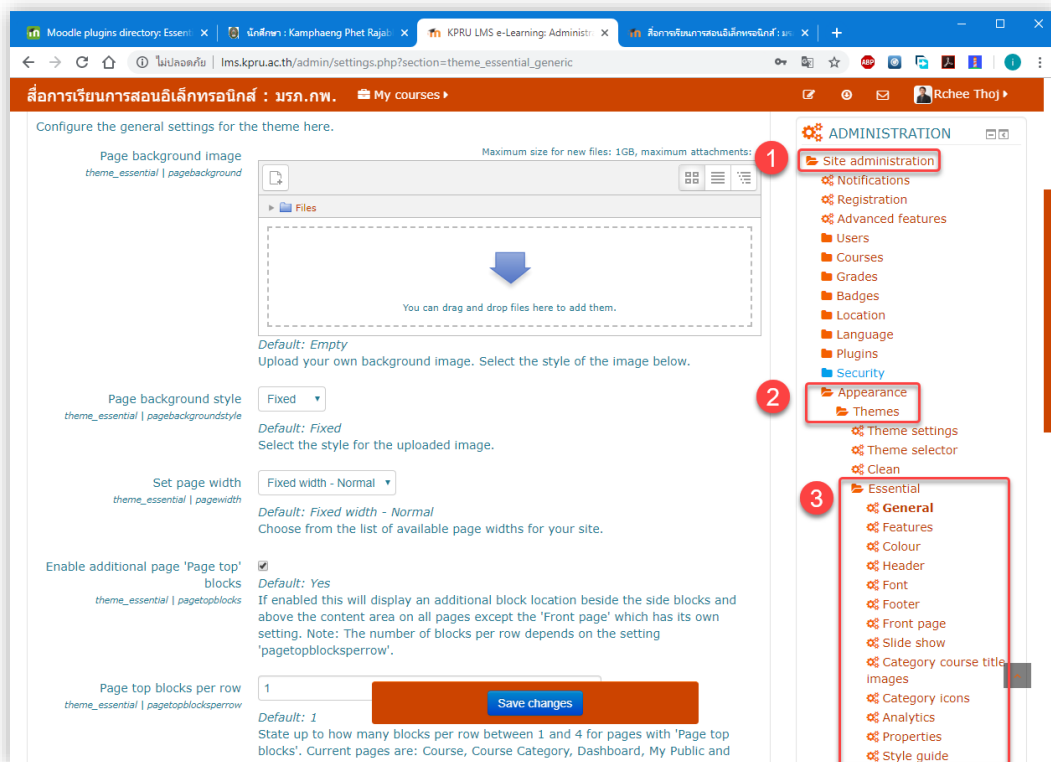 Moodle plugins directory: Essenti
นักศึกษา : Kamphaeng Phet Rajab
KPRU LMS e-Learning: Administra
สื่อการเรียนการสอนอิเล็กทรอนิกส์ : มร
ไม่ปลอดภัย | lms.kpru.ac.th/admin/settings.php?section=theme_essential_generic
ABP
สื่อการเรียนการสอนอิเล็กทรอนิกส์ : มรภ.กพ.
My courses
Rchee Thoj
Configure the general settings for the theme here.
Page background image
theme_essential | pagebackground
Maximum size for new files: 1GB, maximum attachments:
Files
You can drag and drop files here to add them.
Default: Empty
Upload your own background image. Select the style of the image below.
Page background style
theme_essential | pagebackgroundstyle
Fixed
Default: Fixed
Select the style for the uploaded image.
Set page width
theme_essential | pagewidth
Fixed width - Normal
Default: Fixed width - Normal
Choose from the list of available page widths for your site.
Enable additional page 'Page top'
blocks
theme_essential | pagetopblocks
Default: Yes
If enabled this will display an additional block location beside the side blocks and
above the content area on all pages except the 'Front page' which has its own
setting. Note: The number of blocks per row depends on the setting
'pagetopblocksperrow'.
Page top blocks per row
theme_essential | pagetopblocksperrow
1
Save changes
Default: 1
State up to how many blocks per row between 1 and 4 for pages with 'Page top
blocks'. Current pages are: Course, Course Category, Dashboard, My Public and
ADMINISTRATION
1
Site administration
Notifications
Registration
Advanced features
Users
Courses
Grades
Badges
Location
Language
Plugins
Security
2
Appearance
Themes
Theme settings
Theme selector
Clean
3
Essential
General
Features
Colour
Header
Font
Footer
Front page
Slide show
Category course title
images
Category icons
Analytics
Properties
Style guide